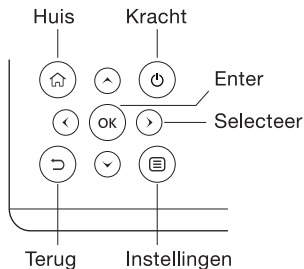 Huis
Kracht
Enter
OK
Selecteer
Terug
Instellingen